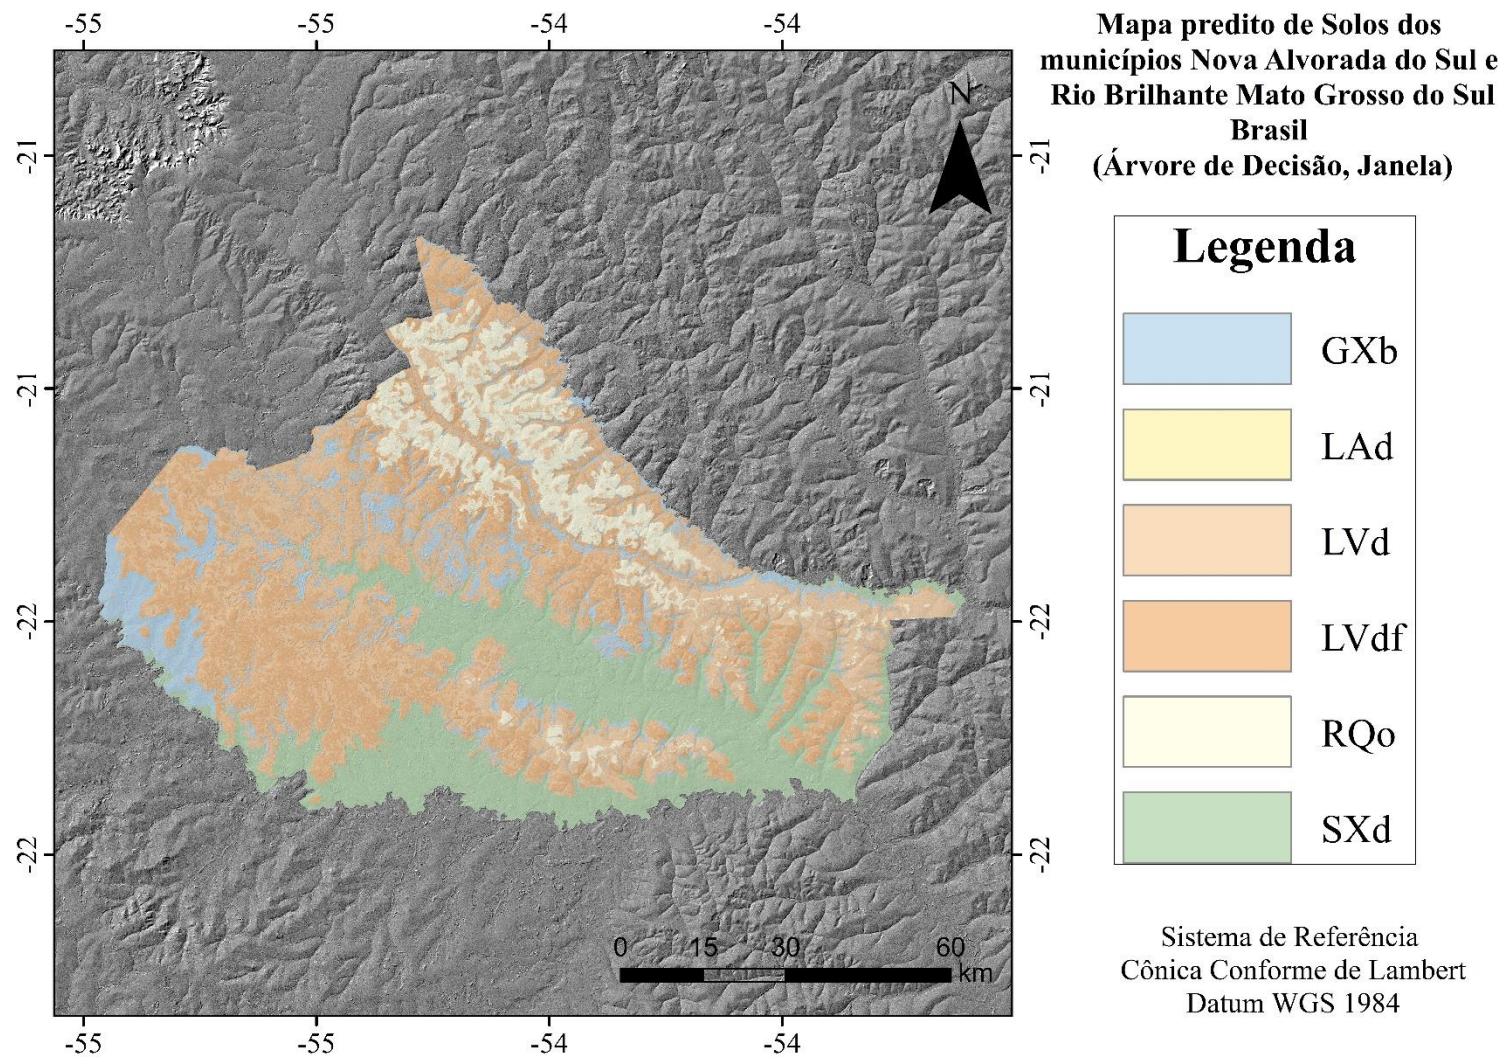 -55 -55 -54 -54
Mapa predito de Solos dos
municípios Nova Alvorada do Sul e
Rio Brilhante Mato Grosso do Sul
Brasil
(Árvore de Decisão, Janela)
N
-21 -21
-21 -21
-22 -22
-22 -22
Legenda
GXb
LAd
LVd
LVdf
RQo
SXd
0 15 30 60
km
Sistema de Referência
Cônica Conforme de Lambert
Datum WGS 1984
-55 -55 -54 -54